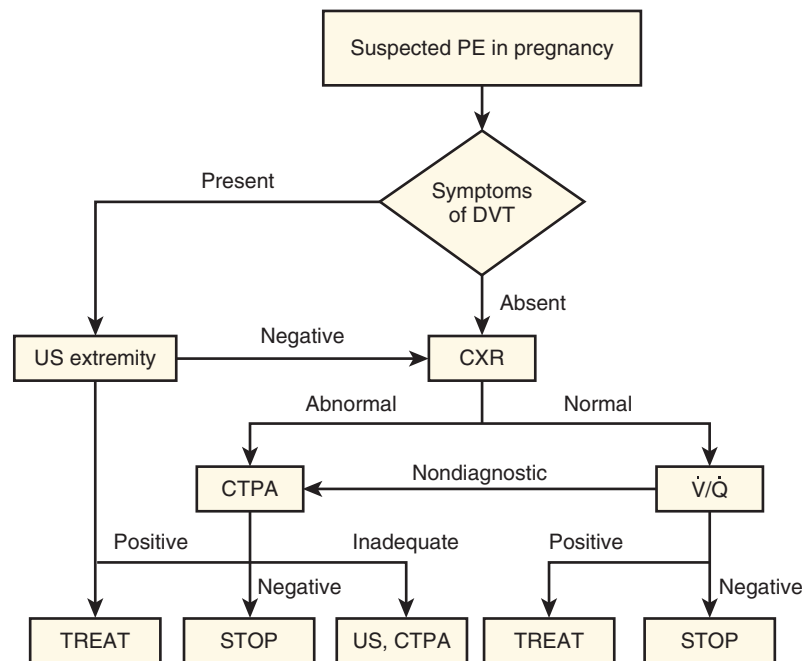 Suspected PE in pregnancy
Present
Symptoms
of DVT
Absent
US extremity
Negative
CXR
Abnormal
Normal
CTPA
Nondiagnostic
V̇/Q̇
Positive
Inadequate
Positive
Negative
Negative
TREAT
STOP
US, CTPA
TREAT
STOP